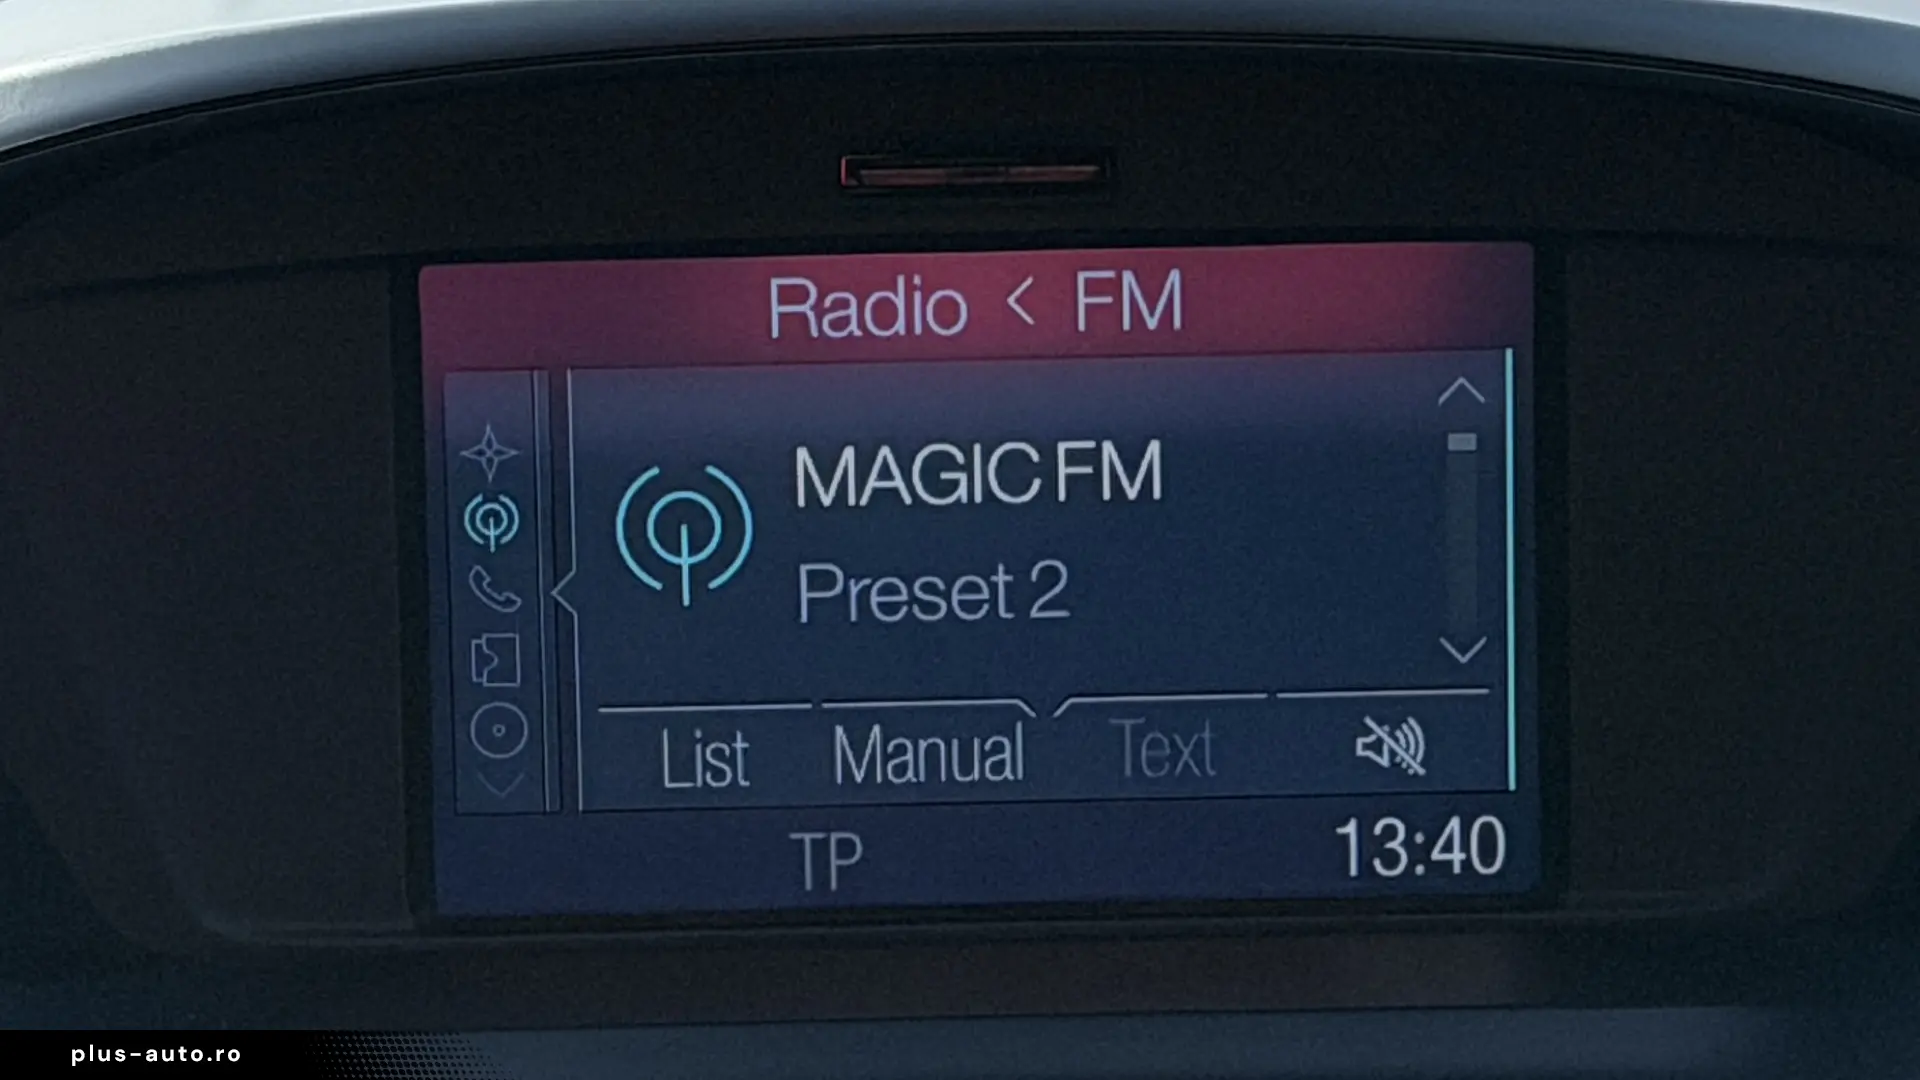 Radio < FM
MAGIC FM
Preset 2
List Manual Text
TP 13:40
plus-auto.ro